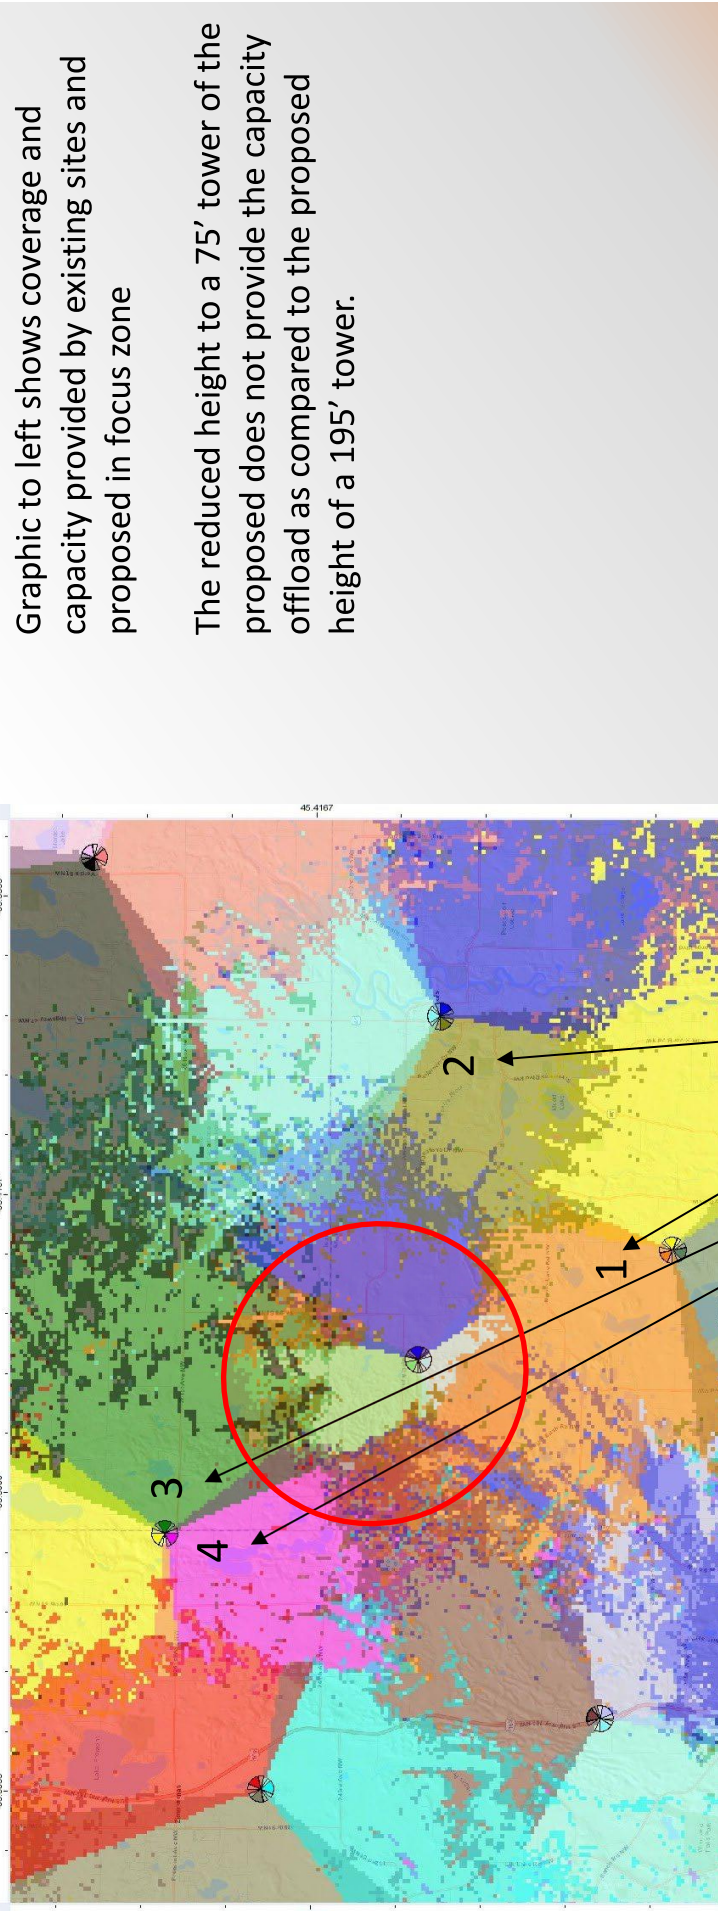 Graphic to left shows coverage and
capacity provided by existing sites and
proposed in focus zone
The reduced height to a 75’ tower of the
proposed does not provide the capacity
offload as compared to the proposed
height of a 195’ tower.
45.4167
1
2
3
4